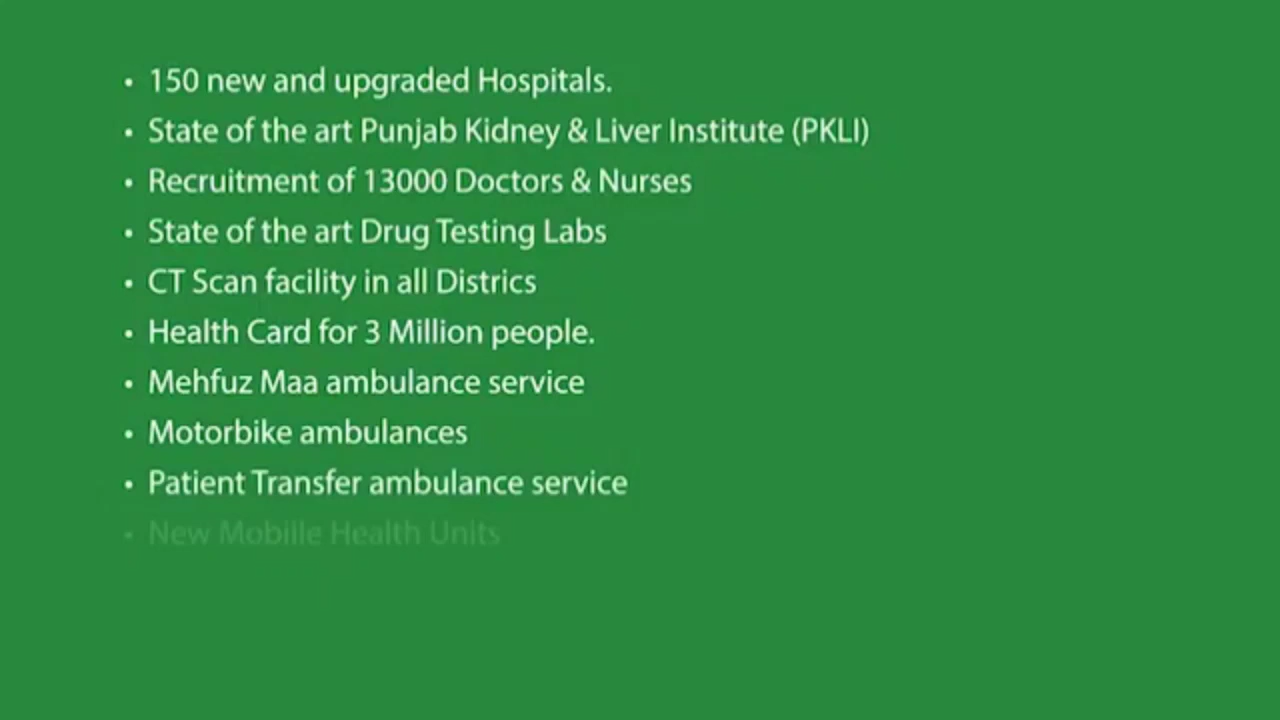 • 150 new and upgraded Hospitals.
• State of the art Punjab Kidney & Liver Institute (PKLI)
• Recruitment of 13000 Doctors & Nurses
• State of the art Drug Testing Labs
• CT Scan facility in all Districs
• Health Card for 3 Million people.
• Mehfuz Maa ambulance service
• Motorbike ambulances
• Patient Transfer ambulance service
• New Mobille Health Units